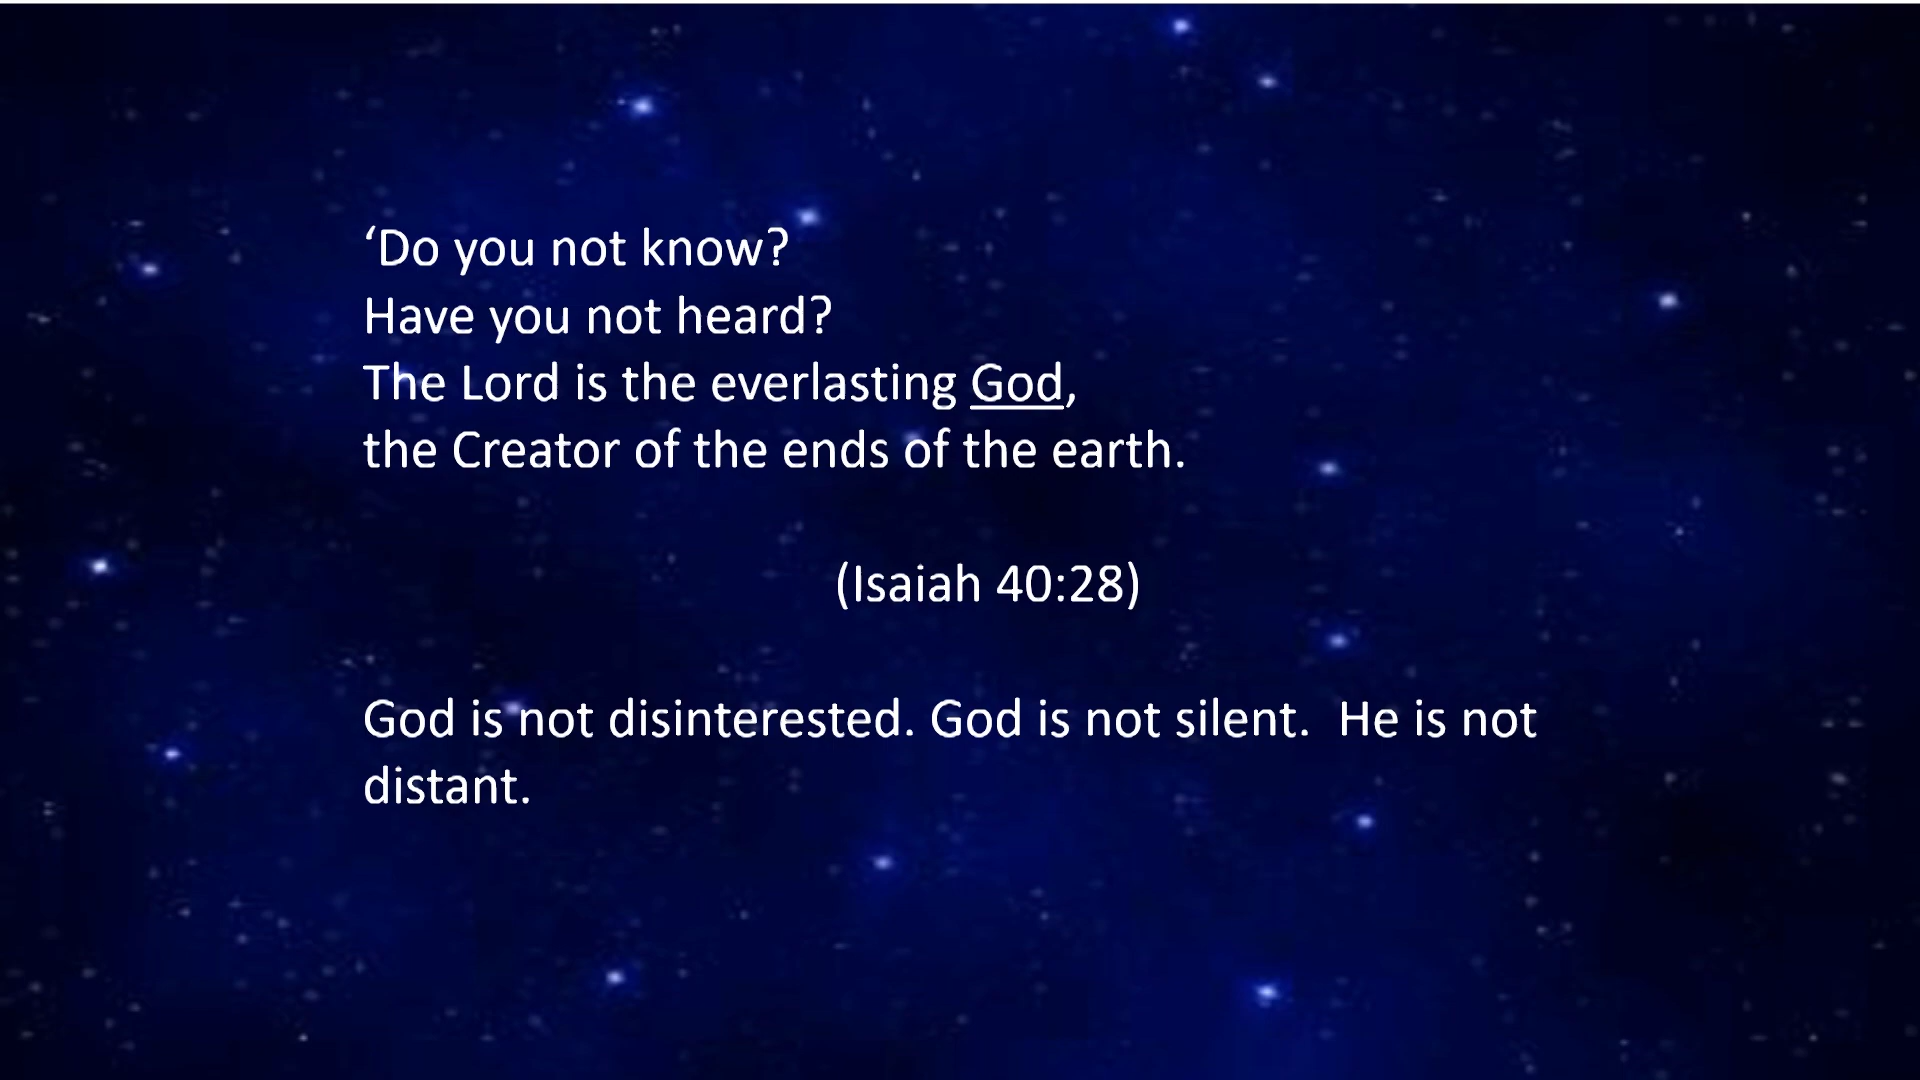 ‘Do you not know?
Have you not heard?
The Lord is the everlasting God,
the Creator of the ends of the earth.
(Isaiah 40:28)
God is not disinterested. God is not silent.  He is not
distant.